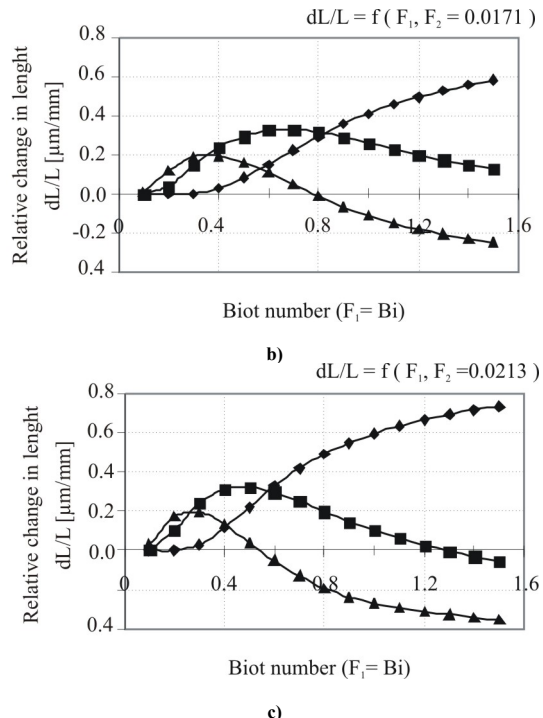 dL/L = f ( F₁, F₂ = 0.0171)
0.8
0.6
0.4
0.2
0.0
-0.2
0.4
0 0.4 0.8 1.2 1.6
Relative change in lenght
dL/L [µm/mm]
Biot number (F₁= Bi)
b)
dL/L = f ( F₁, F₂ =0.0213)
0.8
0.6
0.4
0.2
0.0
0.4
0 0.4 0.8 1.2 1.6
Relative change in lenght
dL/L [µm/mm]
Biot number (F₁= Bi)
c)